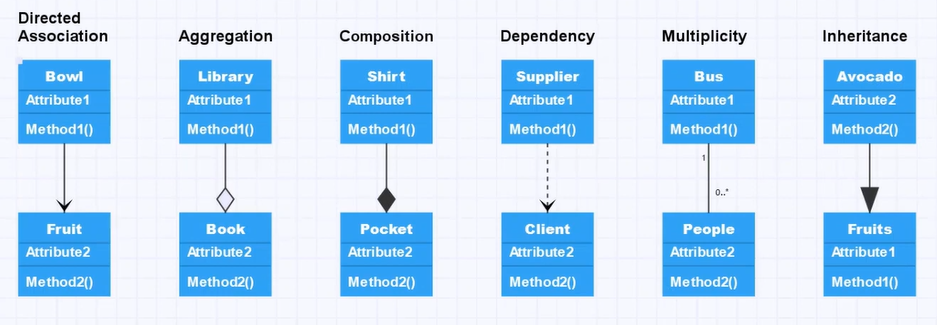 Directed
Association
Aggregation
Composition
Dependency
Multiplicity
Inheritance
Bowl
Attribute1
Method1()
Library
Attribute1
Method1()
Shirt
Attribute1
Method1()
Supplier
Attribute1
Method1()
Bus
Attribute1
Method1()
Avocado
Attribute2
Method2()
1
0..*
Fruit
Attribute2
Method2()
Book
Attribute2
Method2()
Pocket
Attribute2
Method2()
Client
Attribute2
Method2()
People
Attribute2
Method2()
Fruits
Attribute1
Method1()